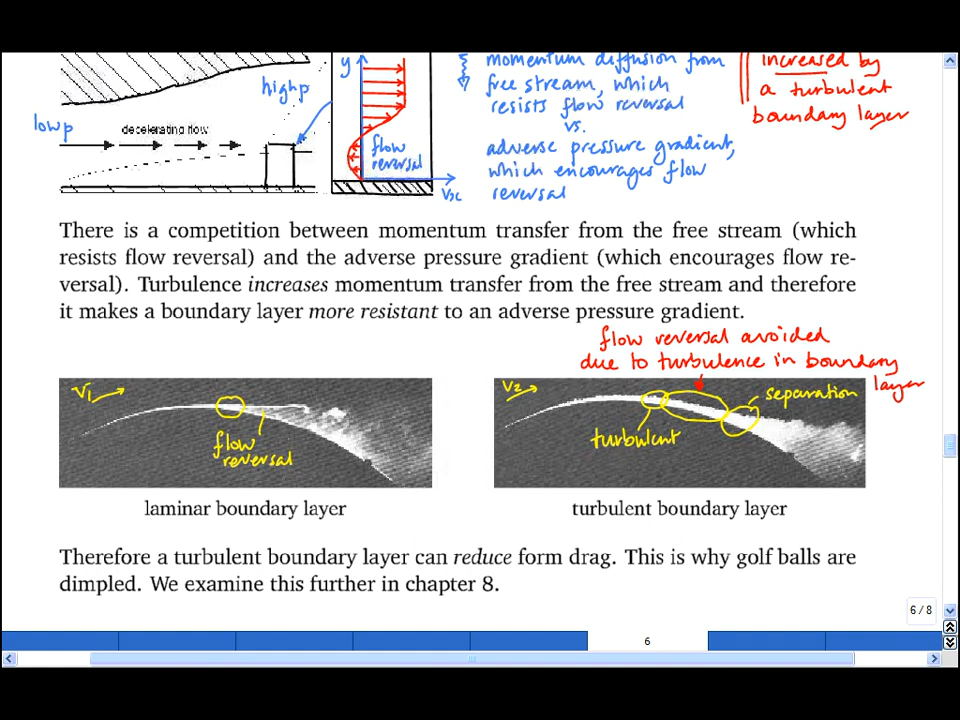 y
highp
lowp
decelerating flow
flow
reversal
vx
momentum diffusion from
free stream, which
resists flow reversal
vs.
adverse pressure gradient,
which encourages flow
reversal
increased by
a turbulent
boundary layer
There is a competition between momentum transfer from the free stream (which
resists flow reversal) and the adverse pressure gradient (which encourages flow re-
versal). Turbulence increases momentum transfer from the free stream and therefore
it makes a boundary layer more resistant to an adverse pressure gradient.
flow reversal avoided
due to turbulence in boundary
layer
V1
flow
reversal
V2
turbulent
separation
laminar boundary layer
turbulent boundary layer
Therefore a turbulent boundary layer can reduce form drag. This is why golf balls are
dimpled. We examine this further in chapter 8.
6 / 8
6